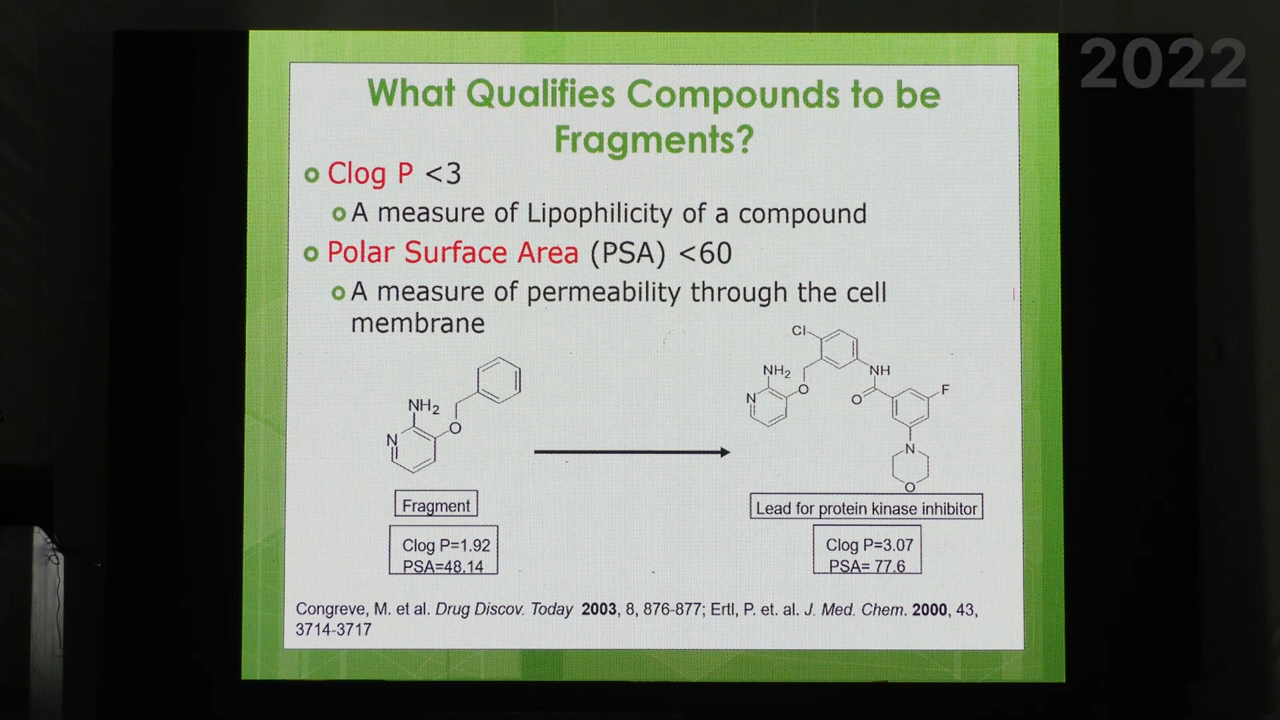 2022
What Qualifies Compounds to be
Fragments?
Clog P <3
A measure of Lipophilicity of a compound
Polar Surface Area (PSA) <60
A measure of permeability through the cell
membrane
NH2
N
O
Cl
NH2
N
O
NH
O
F
N
O
Fragment
Lead for protein kinase inhibitor
Clog P=1.92
PSA=48.14
Clog P=3.07
PSA= 77.6
Congreve, M. et al. Drug Discov. Today 2003, 8, 876-877; Ertl, P. et. al. J. Med. Chem. 2000, 43,
3714-3717